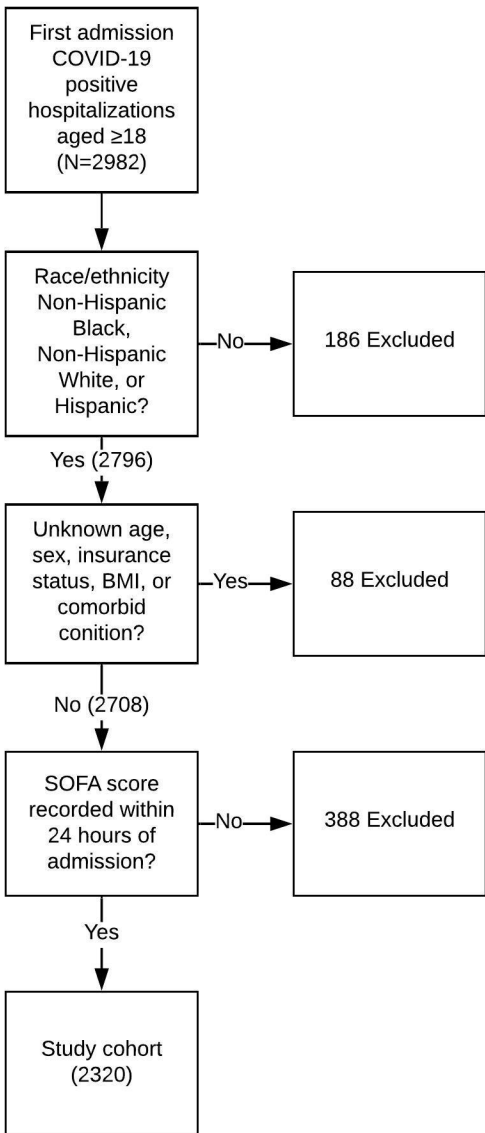 First admission
COVID-19
positive
hospitalizations
aged ≥18
(N=2982)
Race/ethnicity
Non-Hispanic
Black,
Non-Hispanic
White, or
Hispanic?
No
186 Excluded
Yes (2796)
Unknown age,
sex, insurance
status, BMI, or
comorbid
conition?
Yes
88 Excluded
No (2708)
SOFA score
recorded within
24 hours of
admission?
No
388 Excluded
Yes
Study cohort
(2320)